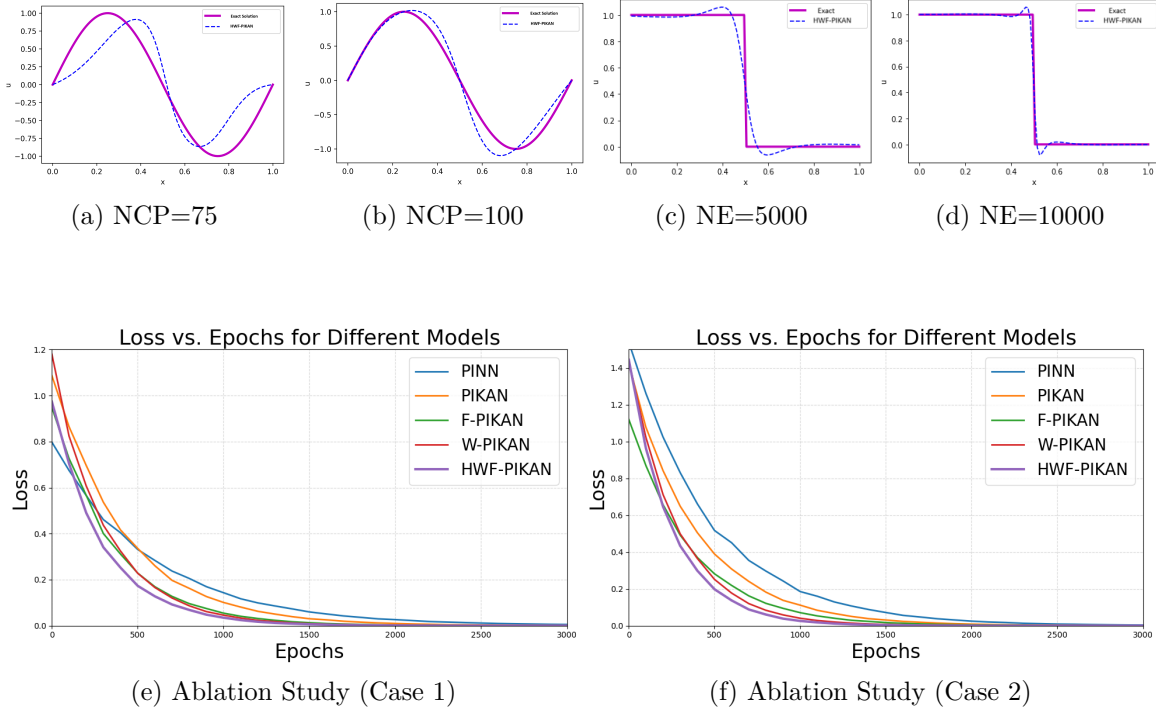 1.00
0.75
0.50
0.25
0.00
−0.25
−0.50
−0.75
−1.00
u
0.0 0.2 0.4 0.6 0.8 1.0
x
Exact Solution
HWF-PIKAN
(a) NCP=75
1.0
0.5
0.0
−0.5
−1.0
u
0.0 0.2 0.4 0.6 0.8 1.0
x
Exact Solution
HWF-PIKAN
(b) NCP=100
1.0
0.8
0.6
0.4
0.2
0.0
u
0.0 0.2 0.4 0.6 0.8 1.0
x
Exact
HWF-PIKAN
(c) NE=5000
1.0
0.8
0.6
0.4
0.2
0.0
u
0.0 0.2 0.4 0.6 0.8 1.0
x
Exact
HWF-PIKAN
(d) NE=10000
Loss vs. Epochs for Different Models
1.2
1.0
0.8
0.6
0.4
0.2
0.0
Loss
PINN
PIKAN
F-PIKAN
W-PIKAN
HWF-PIKAN
0 500 1000 1500 2000 2500 3000
Epochs
(e) Ablation Study (Case 1)
Loss vs. Epochs for Different Models
1.4
1.2
1.0
0.8
0.6
0.4
0.2
0.0
Loss
PINN
PIKAN
F-PIKAN
W-PIKAN
HWF-PIKAN
0 500 1000 1500 2000 2500 3000
Epochs
(f) Ablation Study (Case 2)